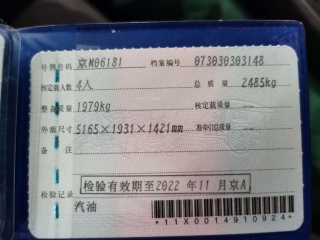 号牌号码 京M06181 档案编号 073030303148
核定载人数 4人 总质量 2485kg
整备质量 1979kg 核定载质量 --
外廓尺寸 5165×1931×1421mm 准牵引总质量 --
备注
检验有效期至2022年11月京A
检验记录
汽油
*11X0014910924*